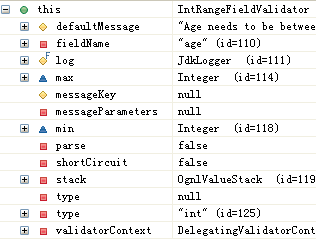 this IntRangeFieldValidator
defaultMessage "Age needs to be betwee
fieldName "age" (id=110)
F log JdkLogger (id=111)
max Integer (id=114)
messageKey null
messageParameters null
min Integer (id=118)
parse false
shortCircuit false
stack OgnlValueStack (id=119
type null
type "int" (id=125)
validatorContext DelegatingValidatorCont